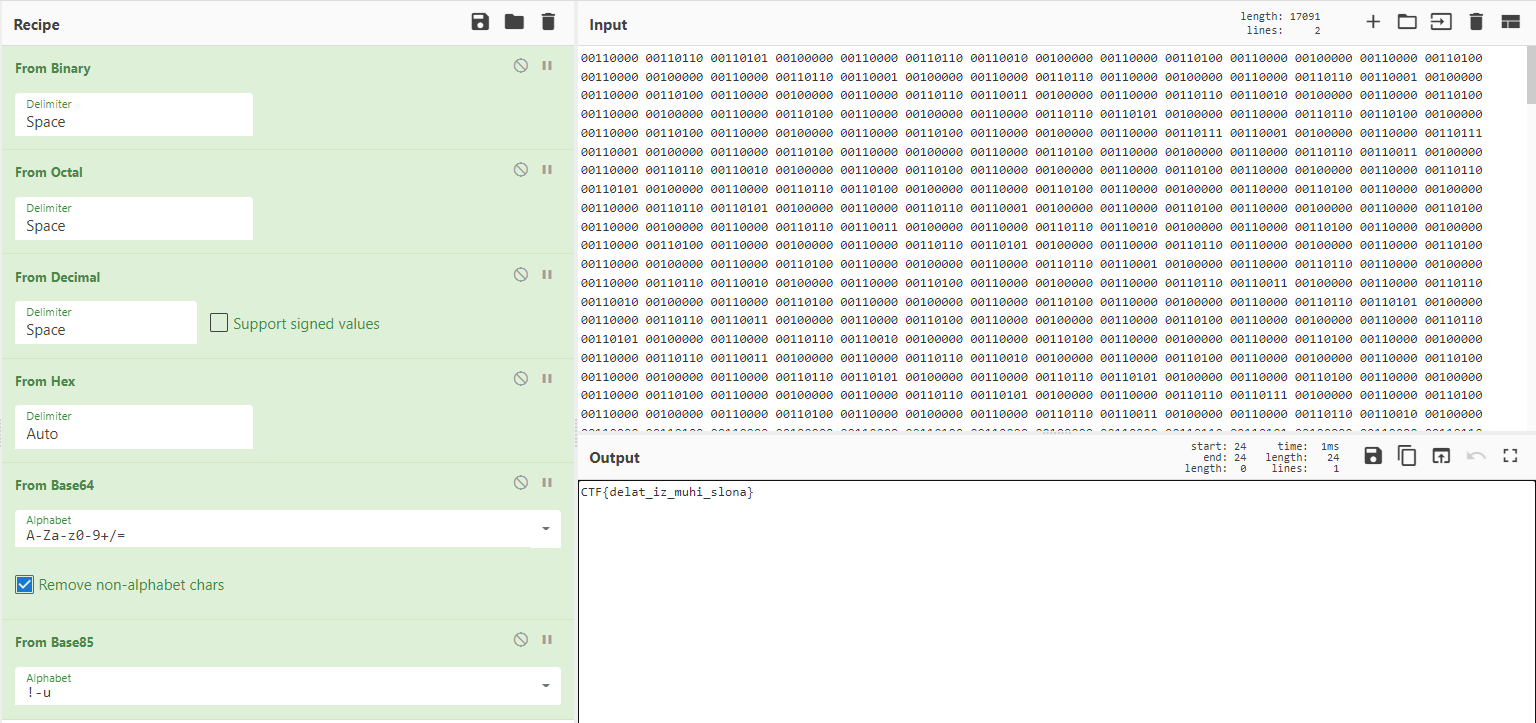 Recipe
From Binary
Delimiter
Space
From Octal
Delimiter
Space
From Decimal
Delimiter
Space
Support signed values
From Hex
Delimiter
Auto
From Base64
Alphabet
A-Za-z0-9+/=
Remove non-alphabet chars
From Base85
Alphabet
!-u
Input
length: 17091
lines: 2
00110000 00110110 00110101 00100000 00110000 00110110 00110010 00100000 00110000 00110100 00110000 00100000 00110000 00110100
00110000 00100000 00110000 00110110 00110001 00100000 00110000 00110110 00110000 00100000 00110000 00110110 00110001 00100000
00110000 00110100 00110000 00100000 00110000 00110110 00110011 00100000 00110000 00110110 00110010 00100000 00110000 00110100
00110000 00100000 00110000 00110100 00110000 00100000 00110000 00110110 00110101 00100000 00110000 00110110 00110100 00100000
00110000 00110100 00110000 00100000 00110000 00110100 00110000 00100000 00110000 00110111 00110001 00100000 00110000 00110111
00110001 00100000 00110000 00110100 00110000 00100000 00110000 00110100 00110000 00100000 00110000 00110110 00110011 00100000
00110000 00110110 00110010 00100000 00110000 00110100 00110000 00100000 00110000 00110100 00110000 00100000 00110000 00110110
00110101 00100000 00110000 00110110 00110100 00100000 00110000 00110100 00110000 00100000 00110000 00110100 00110000 00100000
00110000 00110110 00110101 00100000 00110000 00110110 00110001 00100000 00110000 00110100 00110000 00100000 00110000 00110100
00110000 00100000 00110000 00110110 00110011 00100000 00110000 00110110 00110010 00100000 00110000 00110100 00110000 00100000
00110000 00110100 00110000 00100000 00110000 00110110 00110101 00100000 00110000 00110110 00110000 00100000 00110000 00110100
00110000 00100000 00110000 00110100 00110000 00100000 00110000 00110110 00110001 00100000 00110000 00110110 00110000 00100000
00110000 00110110 00110010 00100000 00110000 00110100 00110000 00100000 00110000 00110110 00110011 00100000 00110000 00110110
00110010 00100000 00110000 00110100 00110000 00100000 00110000 00110100 00110000 00100000 00110000 00110110 00110101 00100000
00110000 00110110 00110011 00100000 00110000 00110100 00110000 00100000 00110000 00110100 00110000 00100000 00110000 00110110
00110101 00100000 00110000 00110110 00110010 00100000 00110000 00110100 00110000 00100000 00110000 00110100 00110000 00100000
00110000 00110110 00110011 00100000 00110000 00110110 00110010 00100000 00110000 00110100 00110000 00100000 00110000 00110100
00110000 00100000 00110000 00110110 00110101 00100000 00110000 00110110 00110101 00100000 00110000 00110100 00110000 00100000
00110000 00110100 00110000 00100000 00110000 00110110 00110101 00100000 00110000 00110110 00110111 00100000 00110000 00110100
00110000 00100000 00110000 00110100 00110000 00100000 00110000 00110110 00110011 00100000 00110000 00110110 00110010 00100000
Output
start: 24 time: 1ms
end: 24 length: 24
length: 0 lines: 1
CTF{delat_iz_muhi_slona}